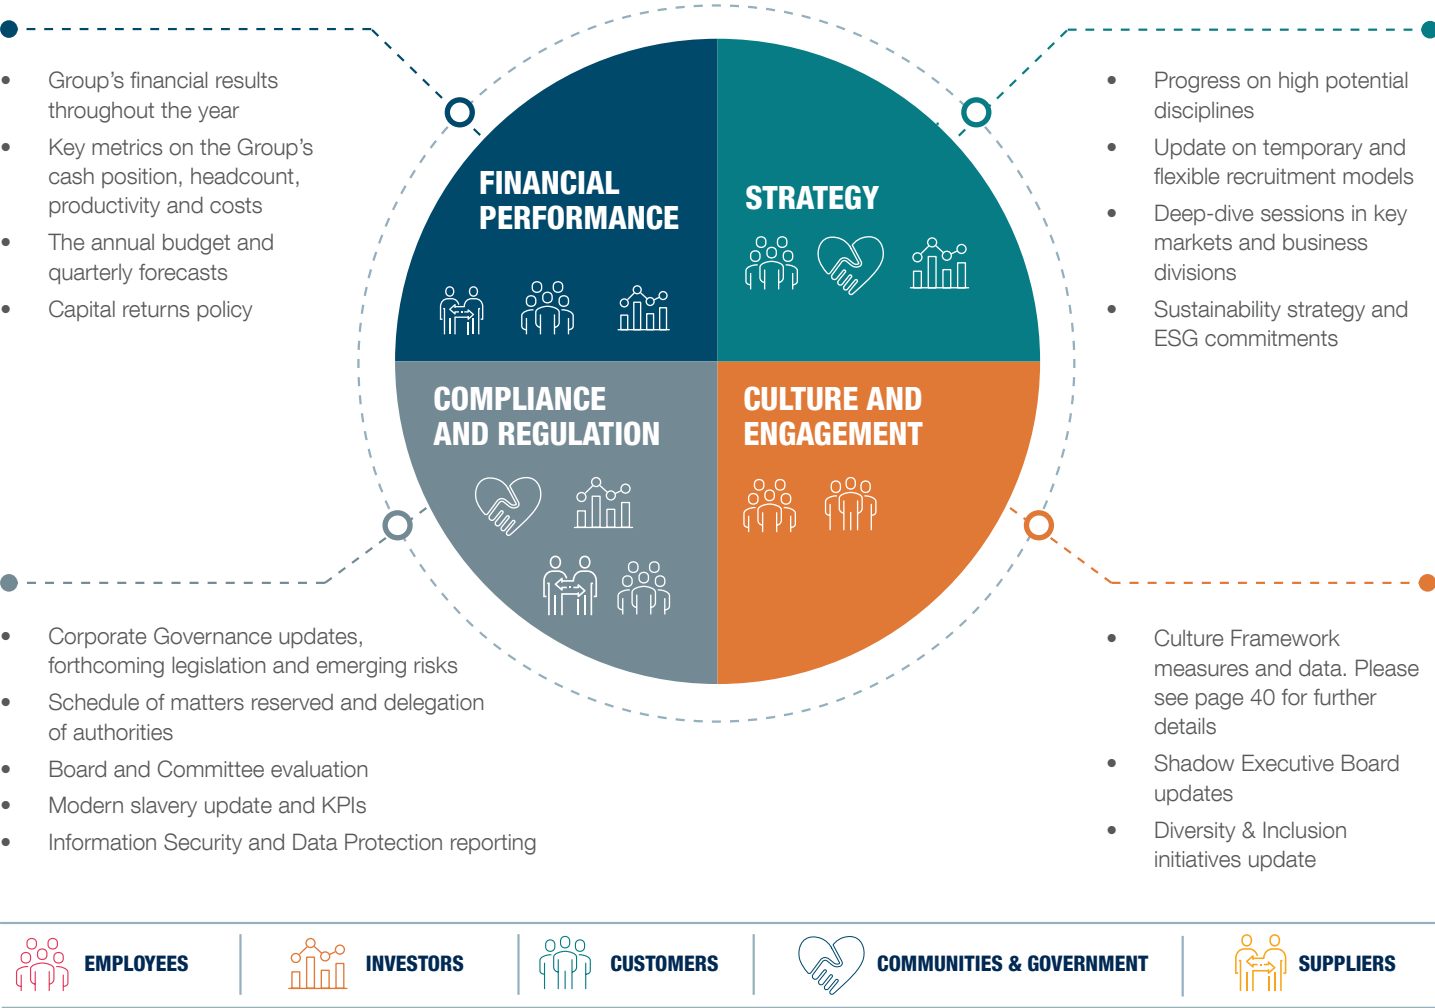 • Group’s financial results
throughout the year
• Key metrics on the Group’s
cash position, headcount,
productivity and costs
• The annual budget and
quarterly forecasts
• Capital returns policy
FINANCIAL
PERFORMANCE
STRATEGY
• Progress on high potential
disciplines
• Update on temporary and
flexible recruitment models
• Deep-dive sessions in key
markets and business
divisions
• Sustainability strategy and
ESG commitments
COMPLIANCE
AND REGULATION
CULTURE AND
ENGAGEMENT
• Corporate Governance updates,
forthcoming legislation and emerging risks
• Schedule of matters reserved and delegation
of authorities
• Board and Committee evaluation
• Modern slavery update and KPIs
• Information Security and Data Protection reporting
• Culture Framework
measures and data. Please
see page 40 for further
details
• Shadow Executive Board
updates
• Diversity & Inclusion
initiatives update
EMPLOYEES
INVESTORS
CUSTOMERS
COMMUNITIES & GOVERNMENT
SUPPLIERS